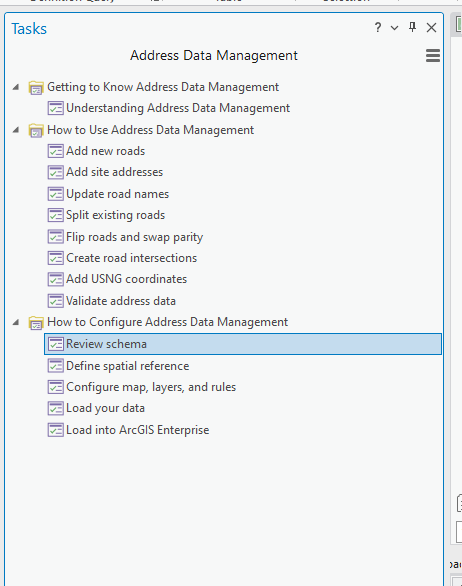 Tasks
?
Address Data Management
Getting to Know Address Data Management
Understanding Address Data Management
How to Use Address Data Management
Add new roads
Add site addresses
Update road names
Split existing roads
Flip roads and swap parity
Create road intersections
Add USNG coordinates
Validate address data
How to Configure Address Data Management
Review schema
Define spatial reference
Configure map, layers, and rules
Load your data
Load into ArcGIS Enterprise